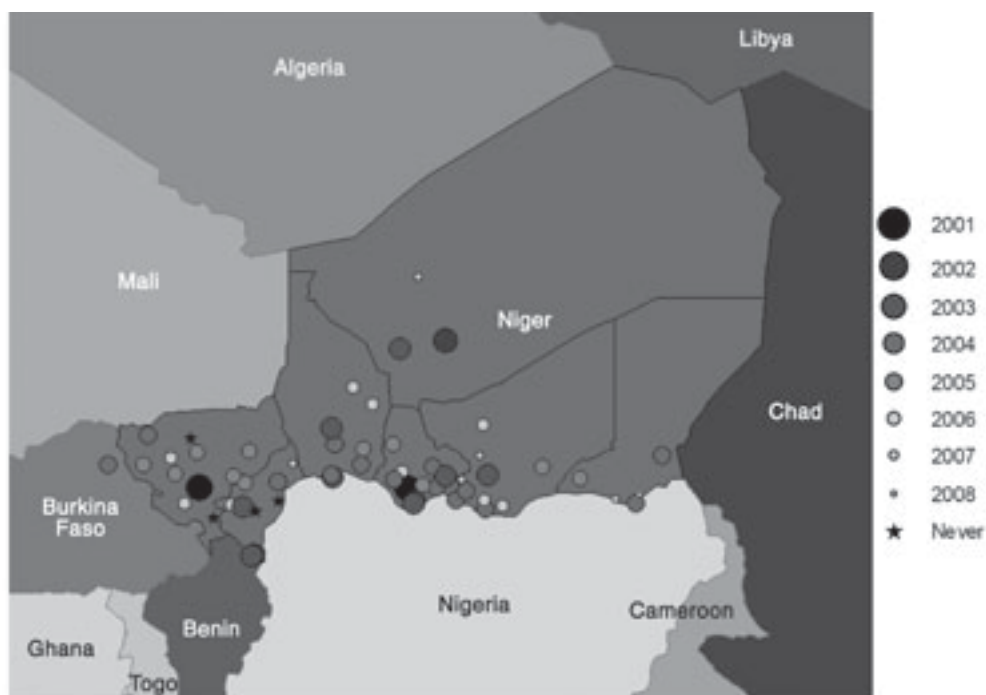 Libya
Algeria
Mali
Niger
Chad
Burkina
Faso
Nigeria
Cameroon
Benin
Ghana
Togo
2001
2002
2003
2004
2005
2006
2007
2008
Never